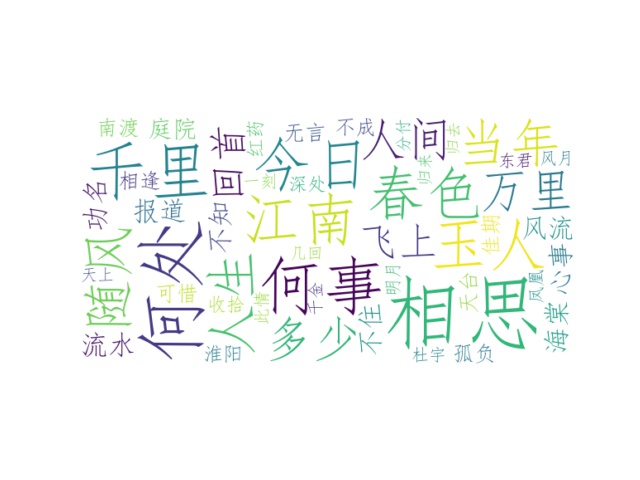 南渡
庭院
回首
红药
无言
不成
人间
分付
归去
当年
千里
今日
归来
东君
风月
功名
相逢
一刻
深处
春色
万里
报道
不知
江南
飞上
玉人
佳期
风流
随风
何处
天上
可惜
人生
几回
何事
明月
天台
凤凰
心事
收拾
此情
千金
相思
海棠
流水
淮阳
多少
不住
杜宇
孤负